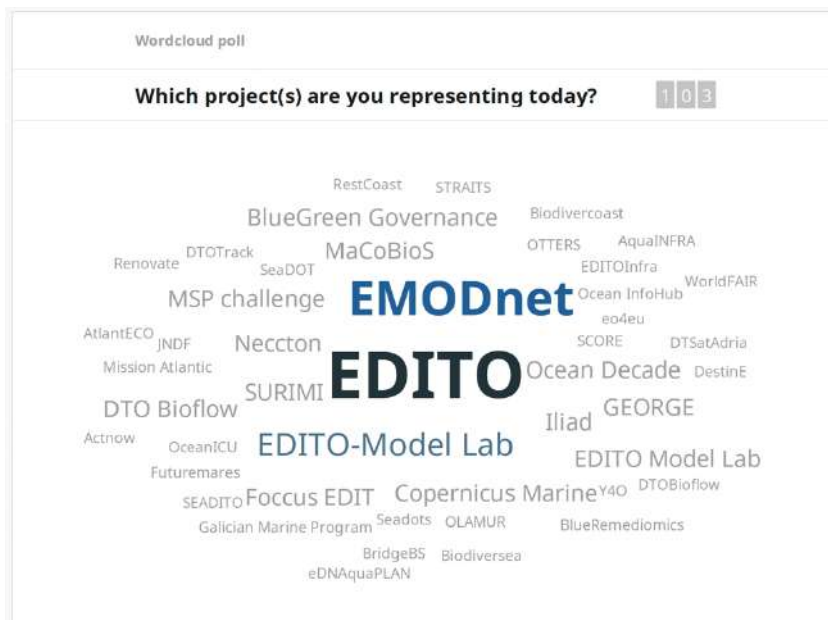 Wordcloud poll
Which project(s) are you representing today? 103
RestCoast STRAITS
BlueGreen Governance Biodivercoast
DTOTrack MaCoBioS OTTERS AquaINFRA
Renovate SeaDOT EDITOInfra
MSP challenge EMODnet Ocean InfoHub WorldFAIR
eo4eu
AtlantECO JNDF Neccton SCORE DTSatAdria
Mission Atlantic EDITO Ocean Decade DestinE
SURIMI
DTO Bioflow Iliad GEORGE
Actnow OceanICU EDITO-Model Lab
Futuremares EDITO Model Lab
SEADITO Foccus EDIT Copernicus Marine Y4O DTOBioflow
Galician Marine Program Seadots OLAMUR BlueRemediomics
BridgeBS Biodiversea
eDNAquaPLAN